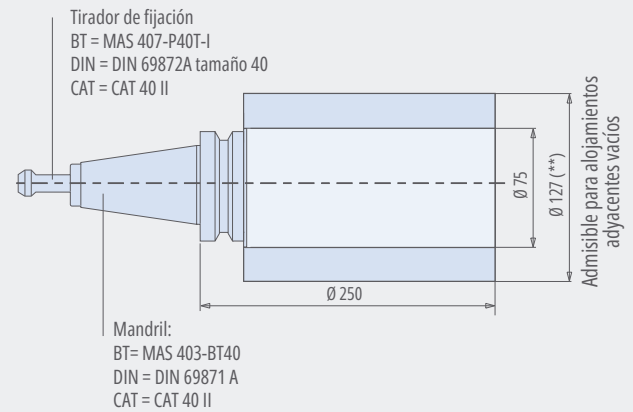 Tirador de fijación
BT = MAS 407-P40T-I
DIN = DIN 69872A tamaño 40
CAT = CAT 40 II
Ø 75
Ø 127 (**)
Admisible para alojamientos
adyacentes vacíos
Ø 250
Mandril:
BT= MAS 403-BT40
DIN = DIN 69871 A
CAT = CAT 40 II